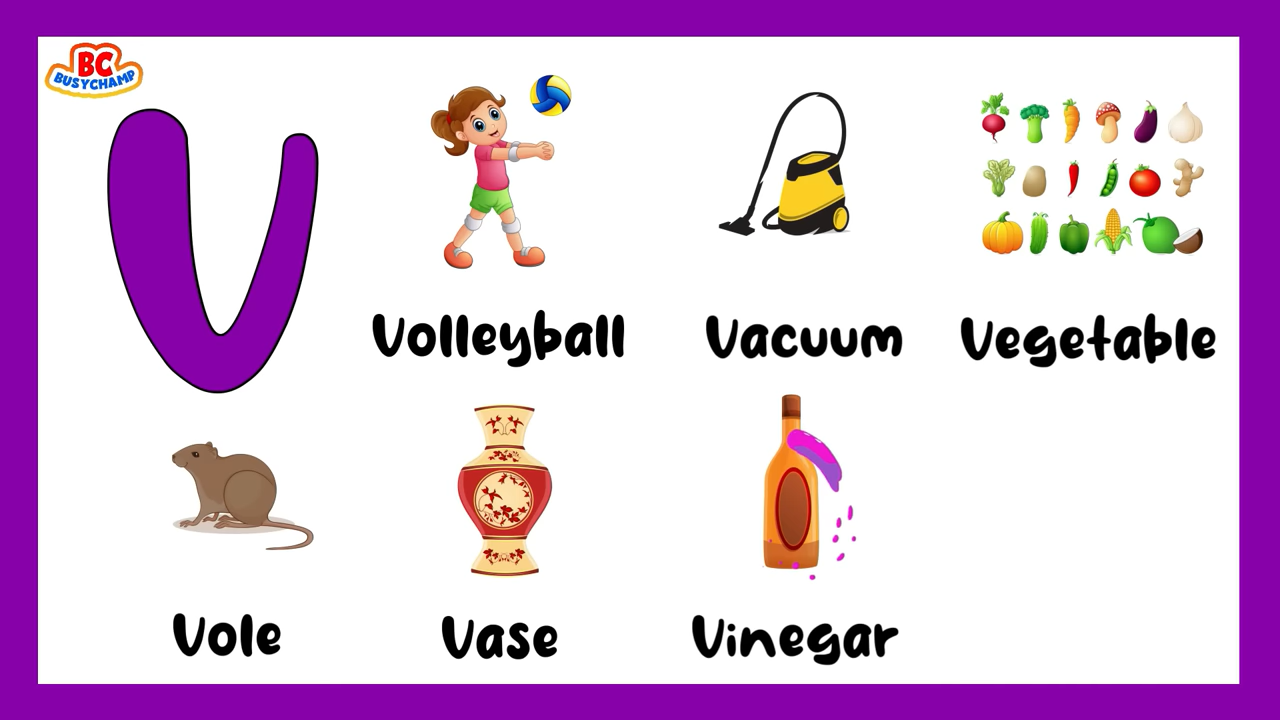 BC
BUSYCHAMP
V
Volleyball
Vacuum
Vegetable
Vole
Vase
Vinegar